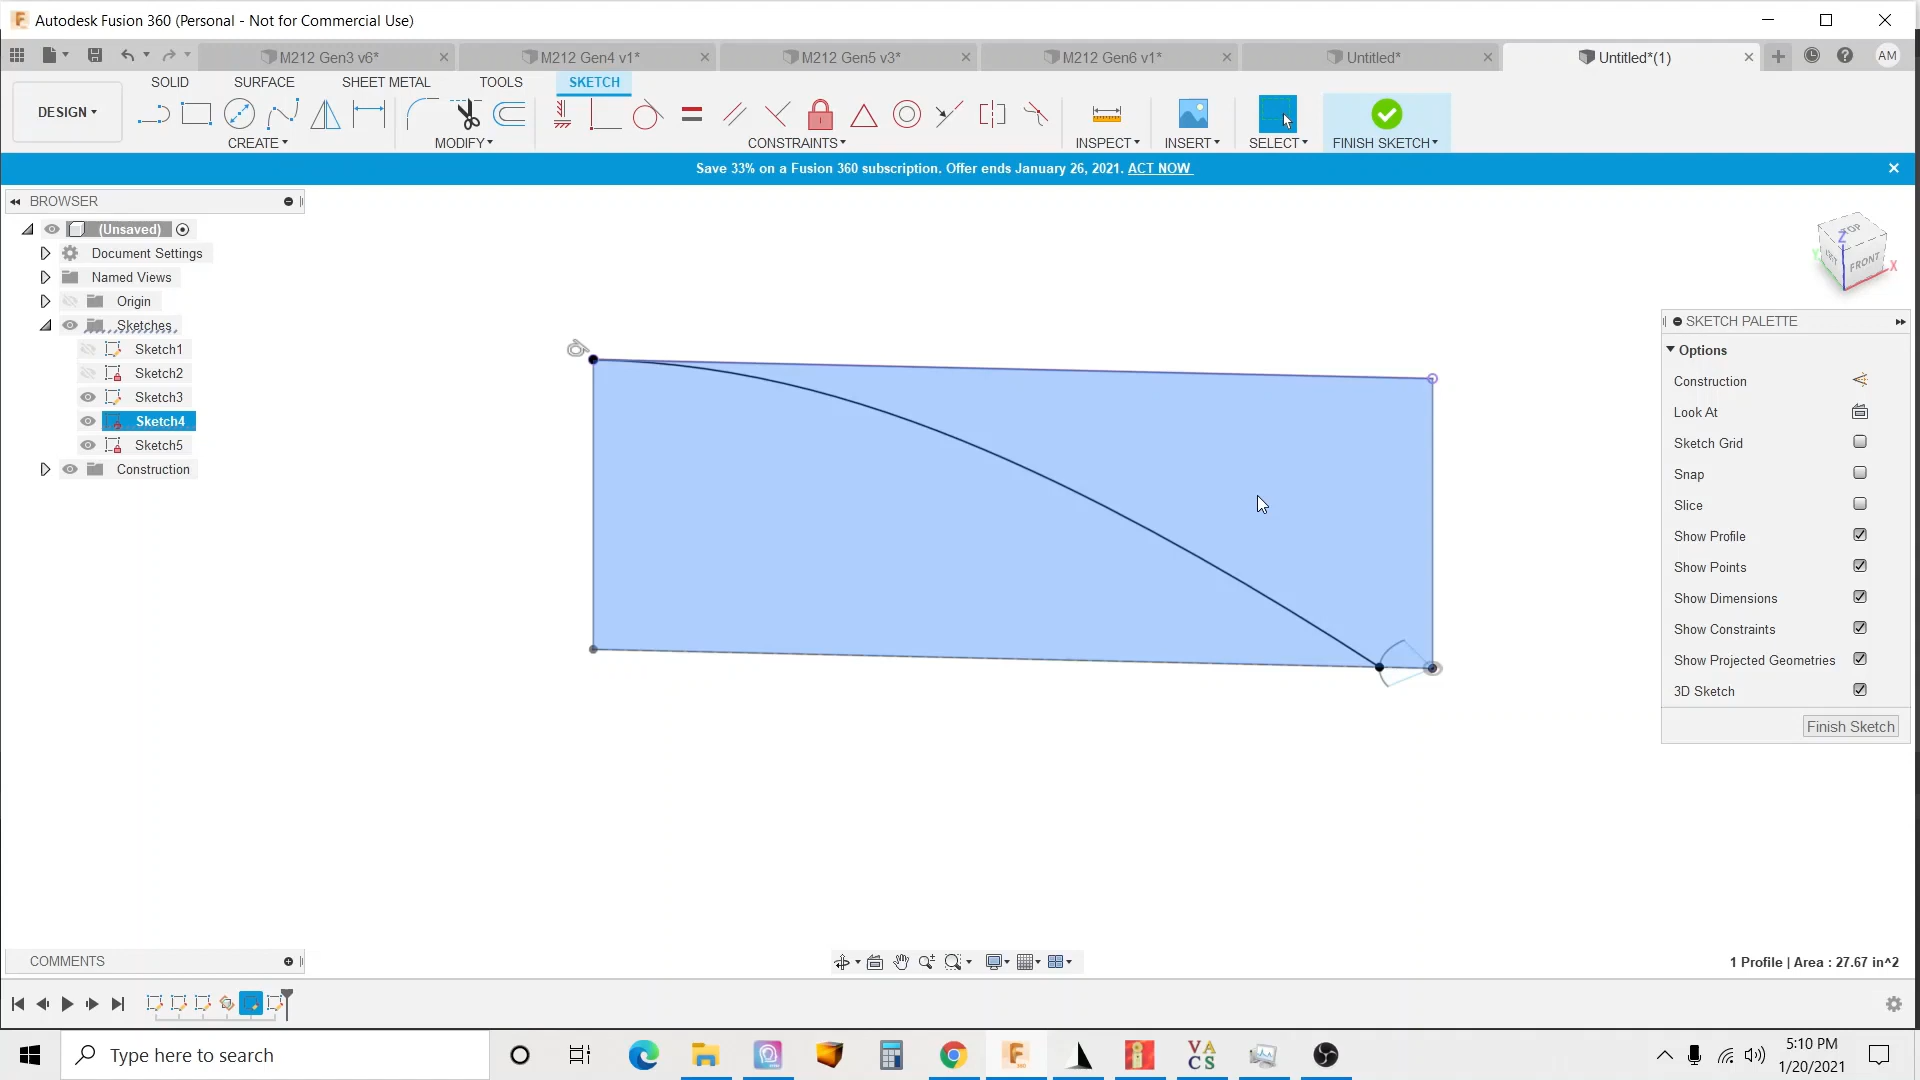 Autodesk Fusion 360 (Personal - Not for Commercial Use)
M212 Gen3 v6*
M212 Gen4 v1*
M212 Gen5 v3*
M212 Gen6 v1*
Untitled*
Untitled*(1)
AM
SOLID
SURFACE
SHEET METAL
TOOLS
SKETCH
DESIGN
CREATE
MODIFY
CONSTRAINTS
INSPECT
INSERT
SELECT
FINISH SKETCH
Save 33% on a Fusion 360 subscription. Offer ends January 26, 2021. ACT NOW
BROWSER
(Unsaved)
Document Settings
Named Views
Origin
Sketches
Sketch1
Sketch2
Sketch3
Sketch4
Sketch5
Construction
TOP
FRONT
Z
X
Y
SKETCH PALETTE
Options
Construction
Look At
Sketch Grid
Snap
Slice
Show Profile
Show Points
Show Dimensions
Show Constraints
Show Projected Geometries
3D Sketch
Finish Sketch
COMMENTS
1 Profile | Area : 27.67 in^2
Type here to search
VACS
5:10 PM
1/20/2021